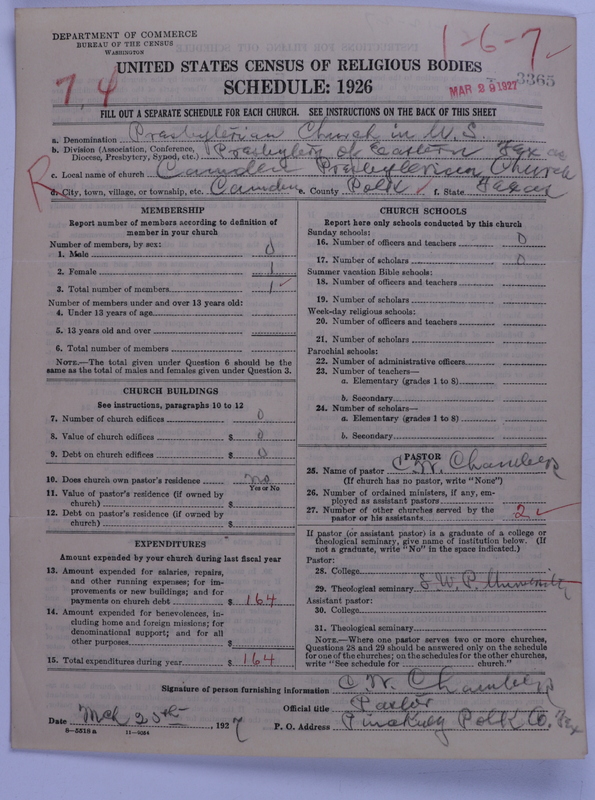 DEPARTMENT OF COMMERCE
BUREAU OF THE CENSUS
WASHINGTON
1-6-7
UNITED STATES CENSUS OF RELIGIOUS BODIES
SCHEDULE: 1926
7,4
3365
MAR 29 1927
FILL OUT A SEPARATE SCHEDULE FOR EACH CHURCH. SEE INSTRUCTIONS ON THE BACK OF THIS SHEET
a. Denomination Presbyterian Church in U.S.
b. Division (Association, Conference, Diocese, Presbytery, Synod, etc.) Presbytery of Eastern Texas
c. Local name of church Camden Presbyterian Church
R
d. City, town, village, or township, etc. Camden e. County Polk f. State Texas
MEMBERSHIP
Report number of members according to definition of
member in your church
Number of members, by sex:
1. Male 0
2. Female 1
3. Total number of members 1
Number of members under and over 13 years old:
4. Under 13 years of age
5. 13 years old and over
6. Total number of members
NOTE.—The total given under Question 6 should be the
same as the total of males and females given under Question 3.
CHURCH BUILDINGS
See instructions, paragraphs 10 to 12
7. Number of church edifices 0
8. Value of church edifices $ 0
9. Debt on church edifices $ 0
10. Does church own pastor's residence no
Yes or No
11. Value of pastor's residence (if owned by
church) $
12. Debt on pastor's residence (if owned by
church) $
EXPENDITURES
Amount expended by your church during last fiscal year
13. Amount expended for salaries, repairs,
and other running expenses; for im-
provements or new buildings; and for
payments on church debt $ 164
14. Amount expended for benevolences, in-
cluding home and foreign missions; for
denominational support; and for all
other purposes $
15. Total expenditures during year $ 164
CHURCH SCHOOLS
Report here only schools conducted by this church
Sunday schools:
16. Number of officers and teachers 0
17. Number of scholars 0
Summer vacation Bible schools:
18. Number of officers and teachers
19. Number of scholars
Week-day religious schools:
20. Number of officers and teachers
21. Number of scholars
Parochial schools:
22. Number of administrative officers
23. Number of teachers—
a. Elementary (grades 1 to 8)
b. Secondary
24. Number of scholars—
a. Elementary (grades 1 to 8)
b. Secondary
PASTOR
25. Name of pastor C W Chambers
(If church has no pastor, write "None")
26. Number of ordained ministers, if any, em-
ployed as assistant pastors
27. Number of other churches served by the
pastor or his assistants 2
If pastor (or assistant pastor) is a graduate of a college or
theological seminary, give name of institution below. (If
not a graduate, write "No" in the space indicated.)
Pastor:
28. College
29. Theological seminary S.W.P. University
Assistant pastor:
30. College
31. Theological seminary
NOTE.—Where one pastor serves two or more churches,
Questions 28 and 29 should be answered only on the schedule
for one of the churches; on the schedules for the other churches,
write "See schedule for church."
Signature of person furnishing information C. W. Chambers
Official title Pastor
Date Mch 25th, 1927 P. O. Address Polk Co. Tex
8-5518 a 11-9084